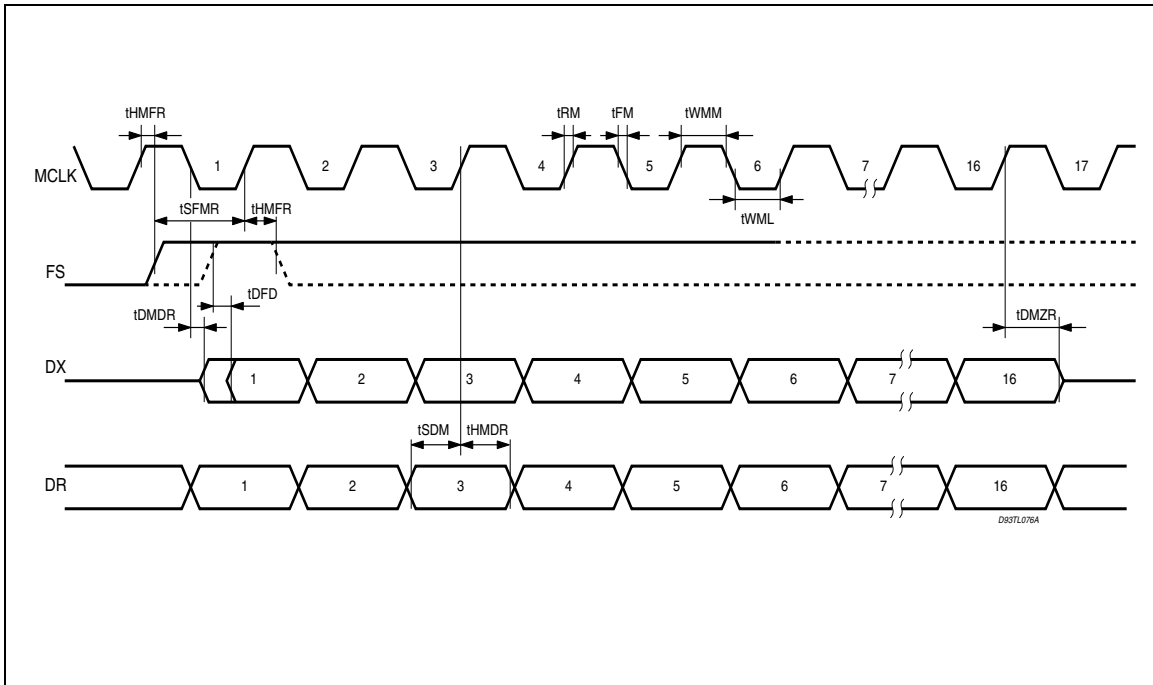 tHMFR tRM tFM tWMM
MCLK 1 2 3 4 5 6 7 16 17
tSFMR tHMFR tWML
FS
tDFD
tDMDR tDMZR
DX 1 2 3 4 5 6 7 16
tSDM tHMDR
DR 1 2 3 4 5 6 7 16
D93TL076A